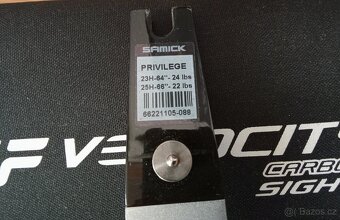 SAMICK
PRIVILEGE
23H-64"- 24 lbs
25H-66"- 22 lbs
66221105-088
F VELOCITY
CARBO
SIGH
Bazos.cz